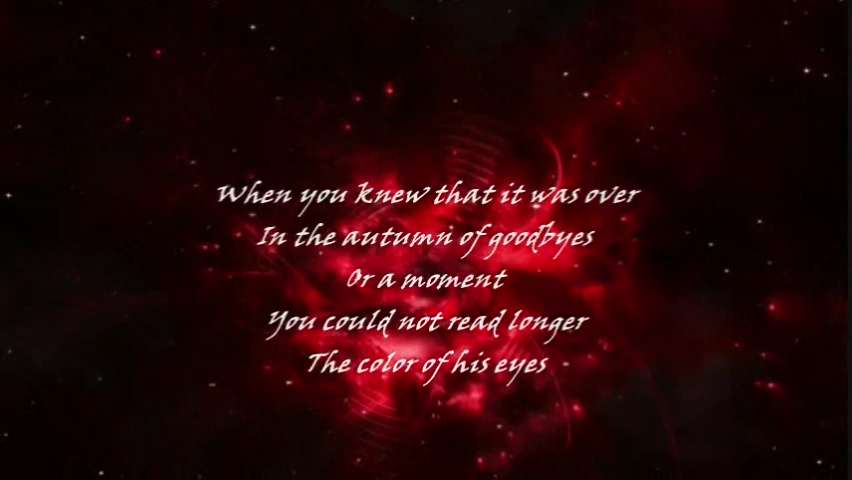 When you knew that it was over
In the autumn of goodbyes
Or a moment
You could not read longer
The color of his eyes